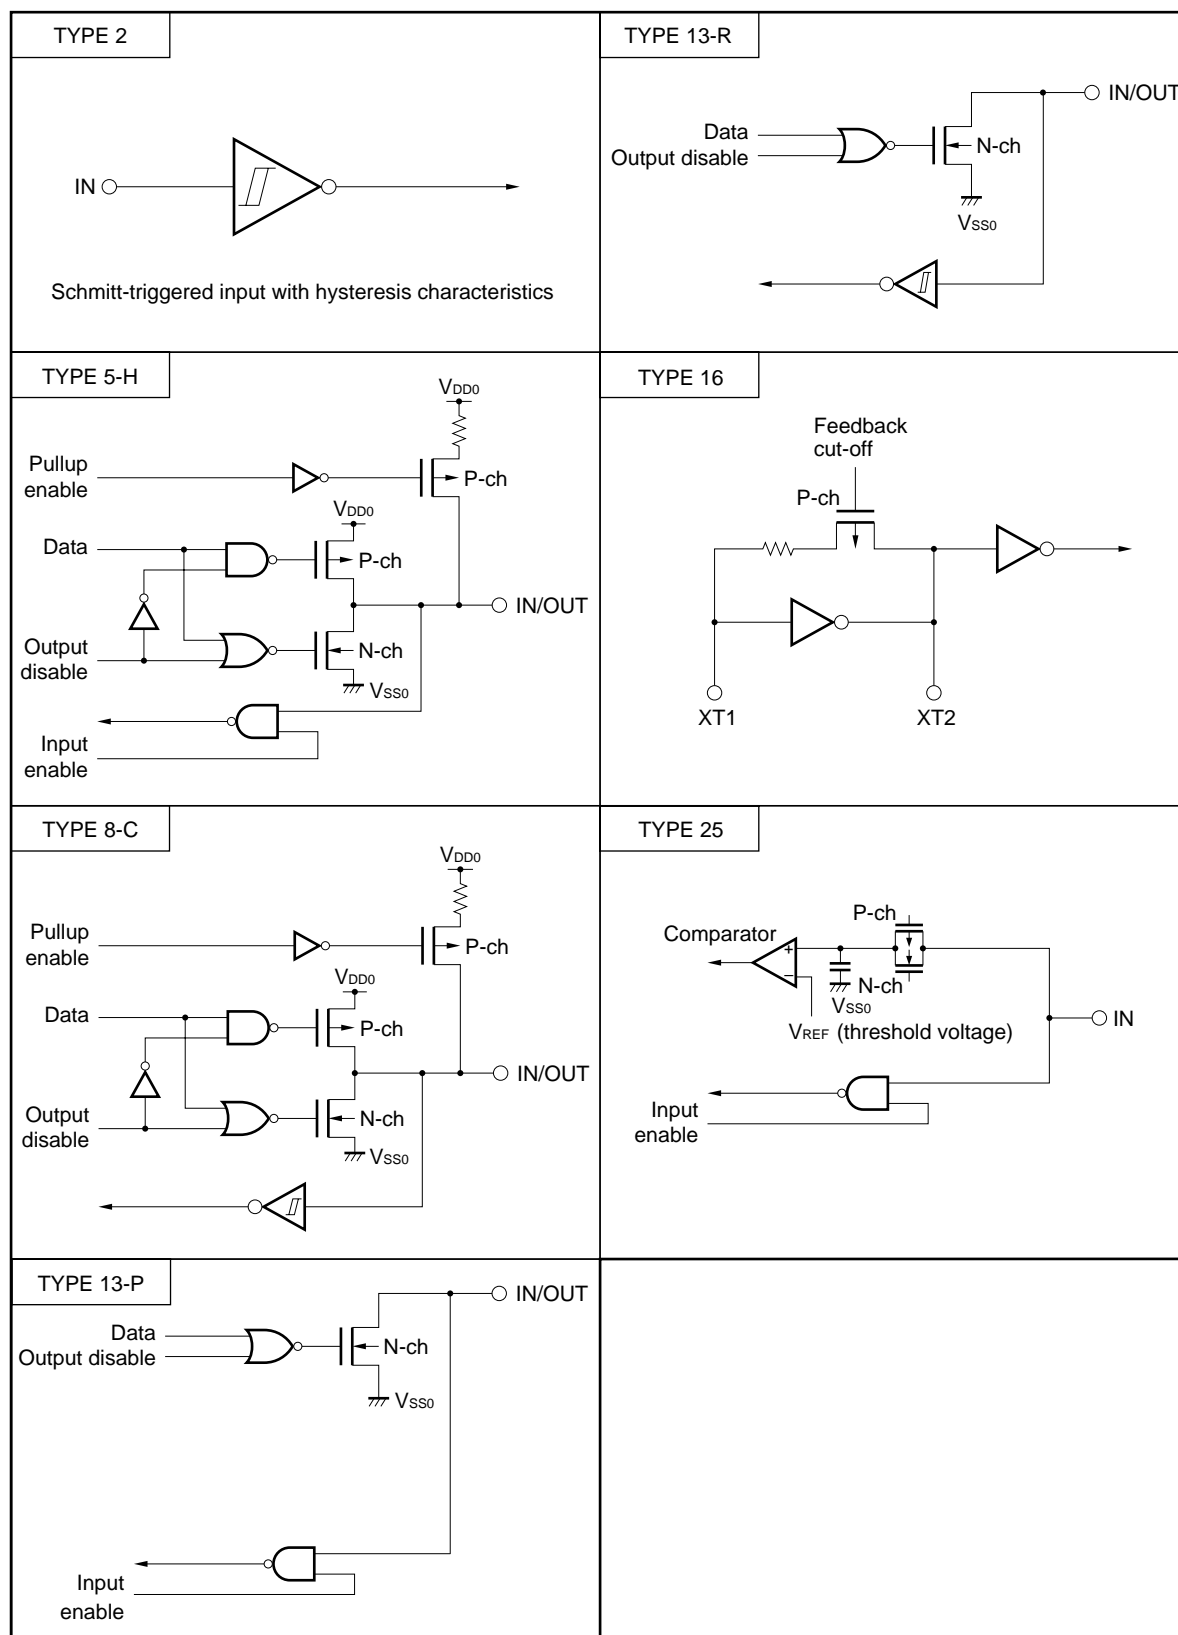 TYPE 2
IN
Schmitt-triggered input with hysteresis characteristics
TYPE 13-R
Data
Output disable
IN/OUT
N-ch
VSS0
TYPE 5-H
VDD0
Pullup
enable
P-ch
VDD0
Data
P-ch
IN/OUT
Output
disable
N-ch
VSS0
Input
enable
TYPE 16
Feedback
cut-off
P-ch
XT1
XT2
TYPE 8-C
VDD0
Pullup
enable
P-ch
VDD0
Data
P-ch
IN/OUT
Output
disable
N-ch
VSS0
TYPE 25
P-ch
Comparator
+
−
N-ch
VSS0
VREF (threshold voltage)
IN
Input
enable
TYPE 13-P
IN/OUT
Data
Output disable
N-ch
VSS0
Input
enable